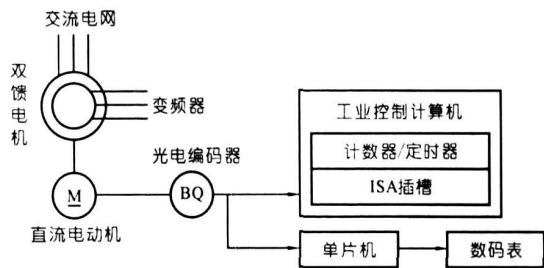 交流电网
双馈电机
变频器
光电编码器
工业控制计算机
计数器/定时器
ISA插槽
M
BQ
直流电动机
单片机
数码表